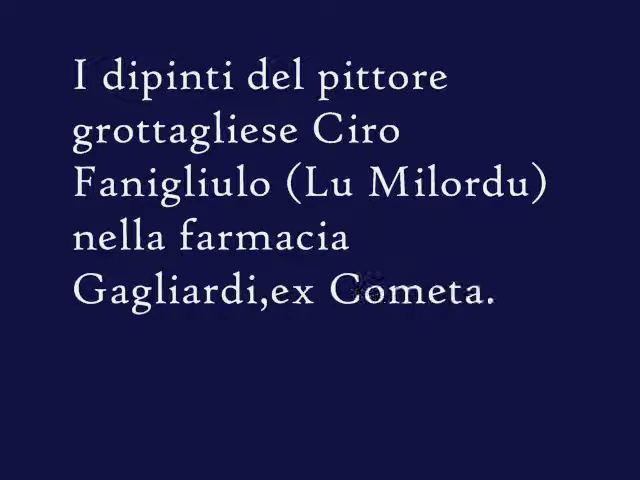 I dipinti del pittore
grottagliese Ciro
Fanigliulo (Lu Milordu)
nella farmacia
Gagliardi,ex Cometa.